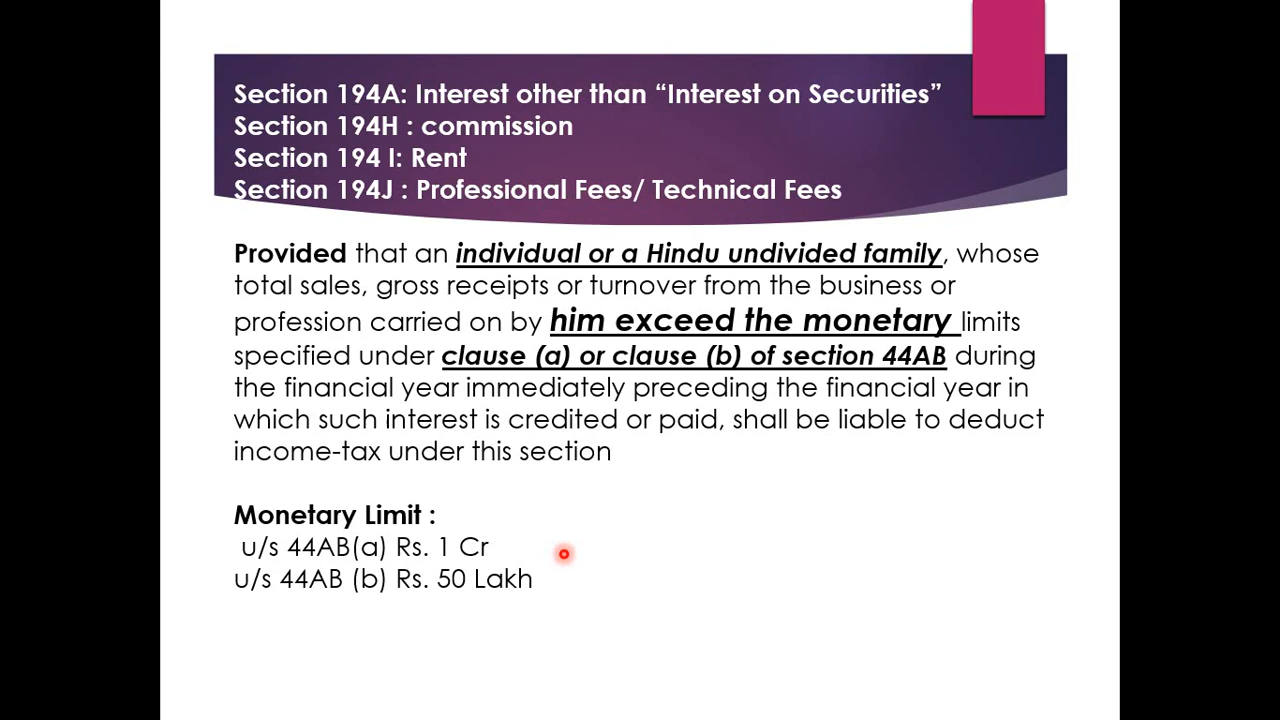 Section 194A: Interest other than “Interest on Securities”
Section 194H : commission
Section 194 I: Rent
Section 194J : Professional Fees/ Technical Fees
Provided that an individual or a Hindu undivided family, whose
total sales, gross receipts or turnover from the business or
profession carried on by him exceed the monetary limits
specified under clause (a) or clause (b) of section 44AB during
the financial year immediately preceding the financial year in
which such interest is credited or paid, shall be liable to deduct
income-tax under this section
Monetary Limit :
u/s 44AB(a) Rs. 1 Cr
u/s 44AB (b) Rs. 50 Lakh